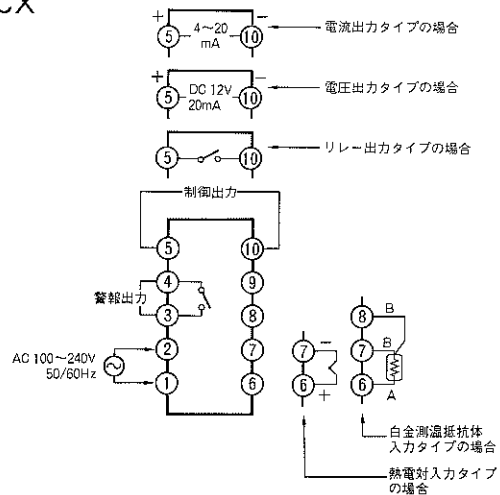 CX
+ 4～20 −
⑤ mA ⑩ 電流出力タイプの場合
+ −
⑤ DC 12V ⑩ 電圧出力タイプの場合
20mA
⑤ ⑩ リレー出力タイプの場合
制御出力
⑤ ⑩
④ ⑨
警報出力
③ ⑧
② ⑦
AC 100～240V
50/60Hz
① ⑥
⑦ −
⑥ +
⑧ B
⑦ B
⑥ A
白金測温抵抗体
入力タイプの場合
熱電対入力タイプ
の場合